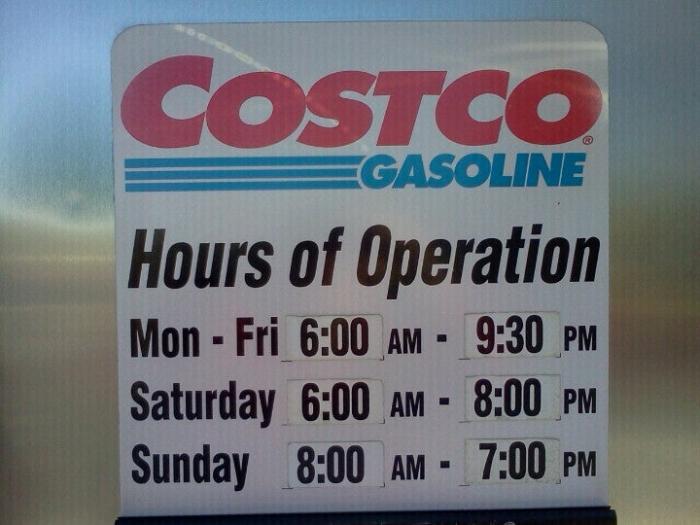 COSTCO®
GASOLINE
Hours of Operation
Mon - Fri 6:00 AM - 9:30 PM
Saturday 6:00 AM - 8:00 PM
Sunday 8:00 AM - 7:00 PM